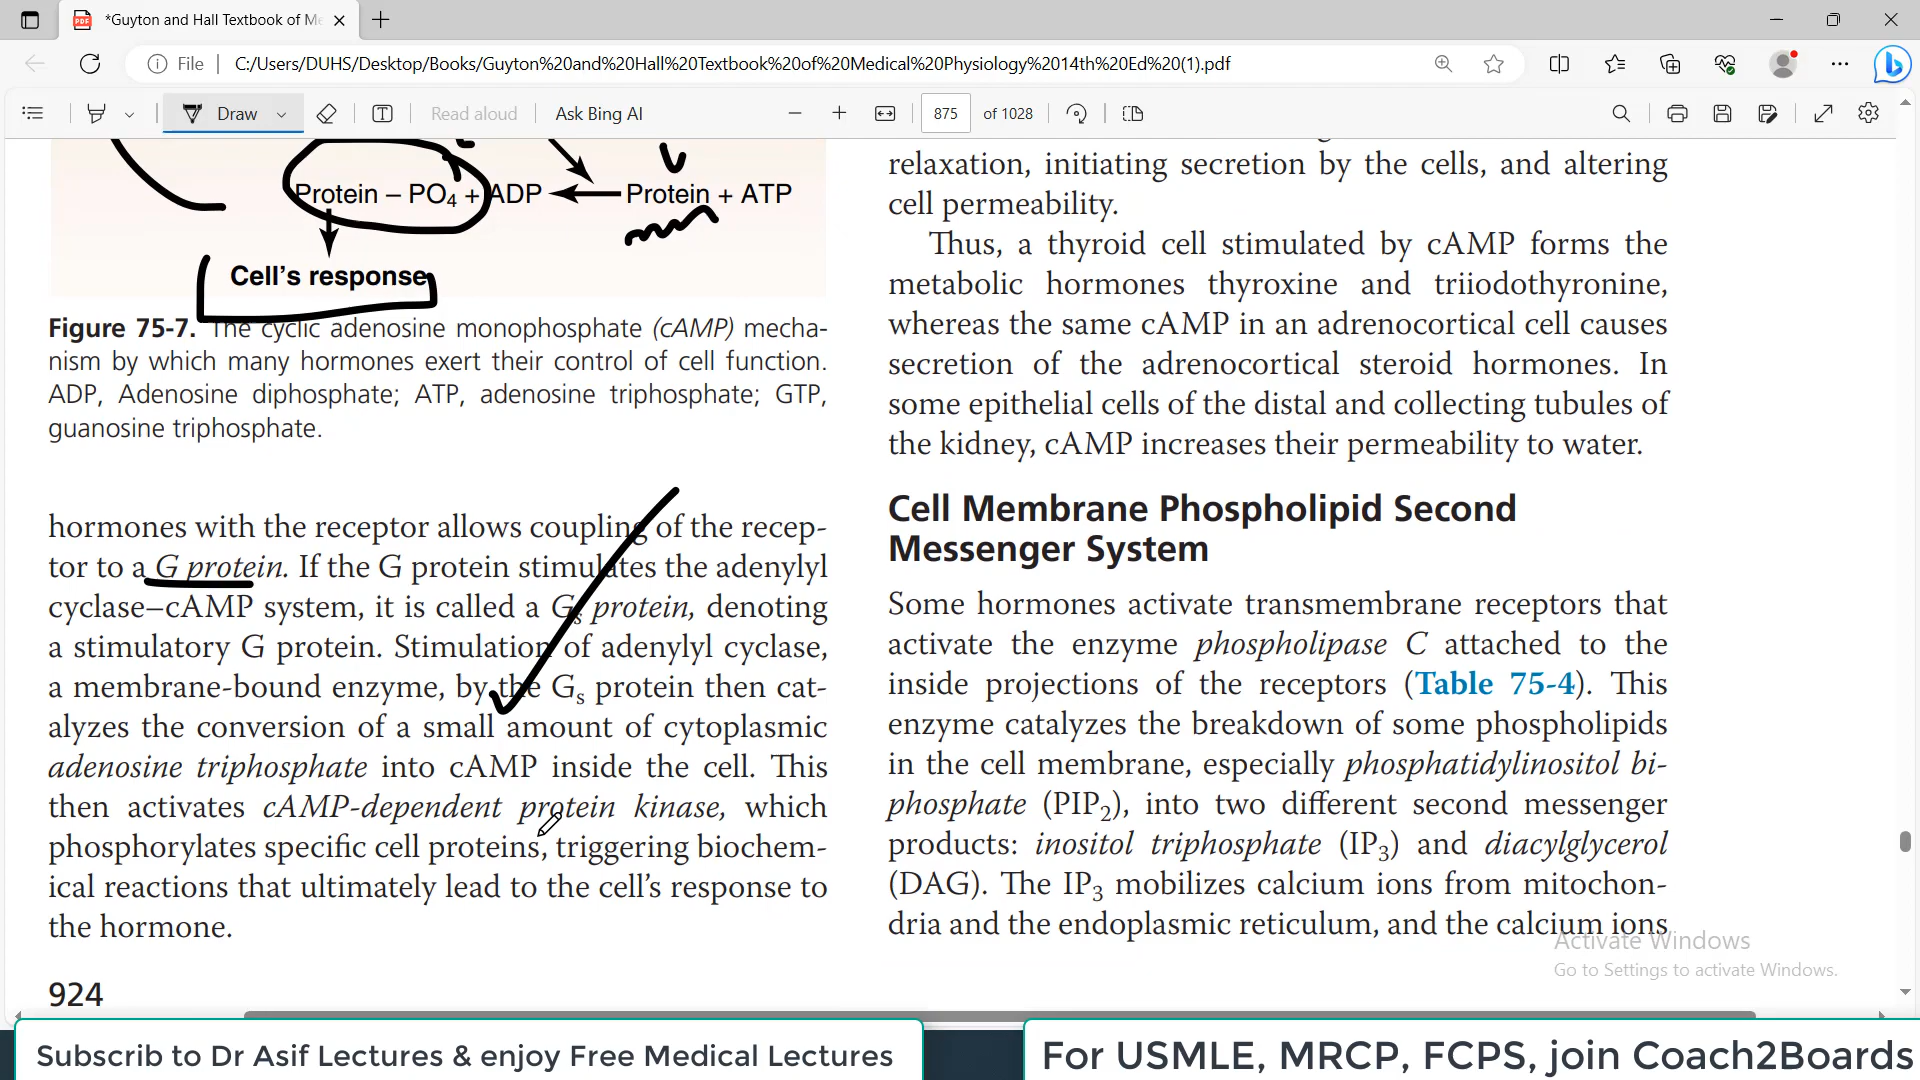 *Guyton and Hall Textbook of Me
File
C:/Users/DUHS/Desktop/Books/Guyton%20and%20Hall%20Textbook%20of%20Medical%20Physiology%2014th%20Ed%20(1).pdf
Draw
Read aloud
Ask Bing AI
875
of 1028
Protein – PO4 + ADP
Protein + ATP
Cell's response
Figure 75-7. The cyclic adenosine monophosphate (cAMP) mecha-
nism by which many hormones exert their control of cell function.
ADP, Adenosine diphosphate; ATP, adenosine triphosphate; GTP,
guanosine triphosphate.
hormones with the receptor allows coupling of the recep-
tor to a G protein. If the G protein stimulates the adenylyl
cyclase–cAMP system, it is called a Gs protein, denoting
a stimulatory G protein. Stimulation of adenylyl cyclase,
a membrane-bound enzyme, by the Gs protein then cat-
alyzes the conversion of a small amount of cytoplasmic
adenosine triphosphate into cAMP inside the cell. This
then activates cAMP-dependent protein kinase, which
phosphorylates specific cell proteins, triggering biochem-
ical reactions that ultimately lead to the cell's response to
the hormone.
924
relaxation, initiating secretion by the cells, and altering
cell permeability.
Thus, a thyroid cell stimulated by cAMP forms the
metabolic hormones thyroxine and triiodothyronine,
whereas the same cAMP in an adrenocortical cell causes
secretion of the adrenocortical steroid hormones. In
some epithelial cells of the distal and collecting tubules of
the kidney, cAMP increases their permeability to water.
Cell Membrane Phospholipid Second
Messenger System
Some hormones activate transmembrane receptors that
activate the enzyme phospholipase C attached to the
inside projections of the receptors (Table 75-4). This
enzyme catalyzes the breakdown of some phospholipids
in the cell membrane, especially phosphatidylinositol bi-
phosphate (PIP2), into two different second messenger
products: inositol triphosphate (IP3) and diacylglycerol
(DAG). The IP3 mobilizes calcium ions from mitochon-
dria and the endoplasmic reticulum, and the calcium ions
Activate Windows
Go to Settings to activate Windows.
Subscrib to Dr Asif Lectures & enjoy Free Medical Lectures
For USMLE, MRCP, FCPS, join Coach2Boards